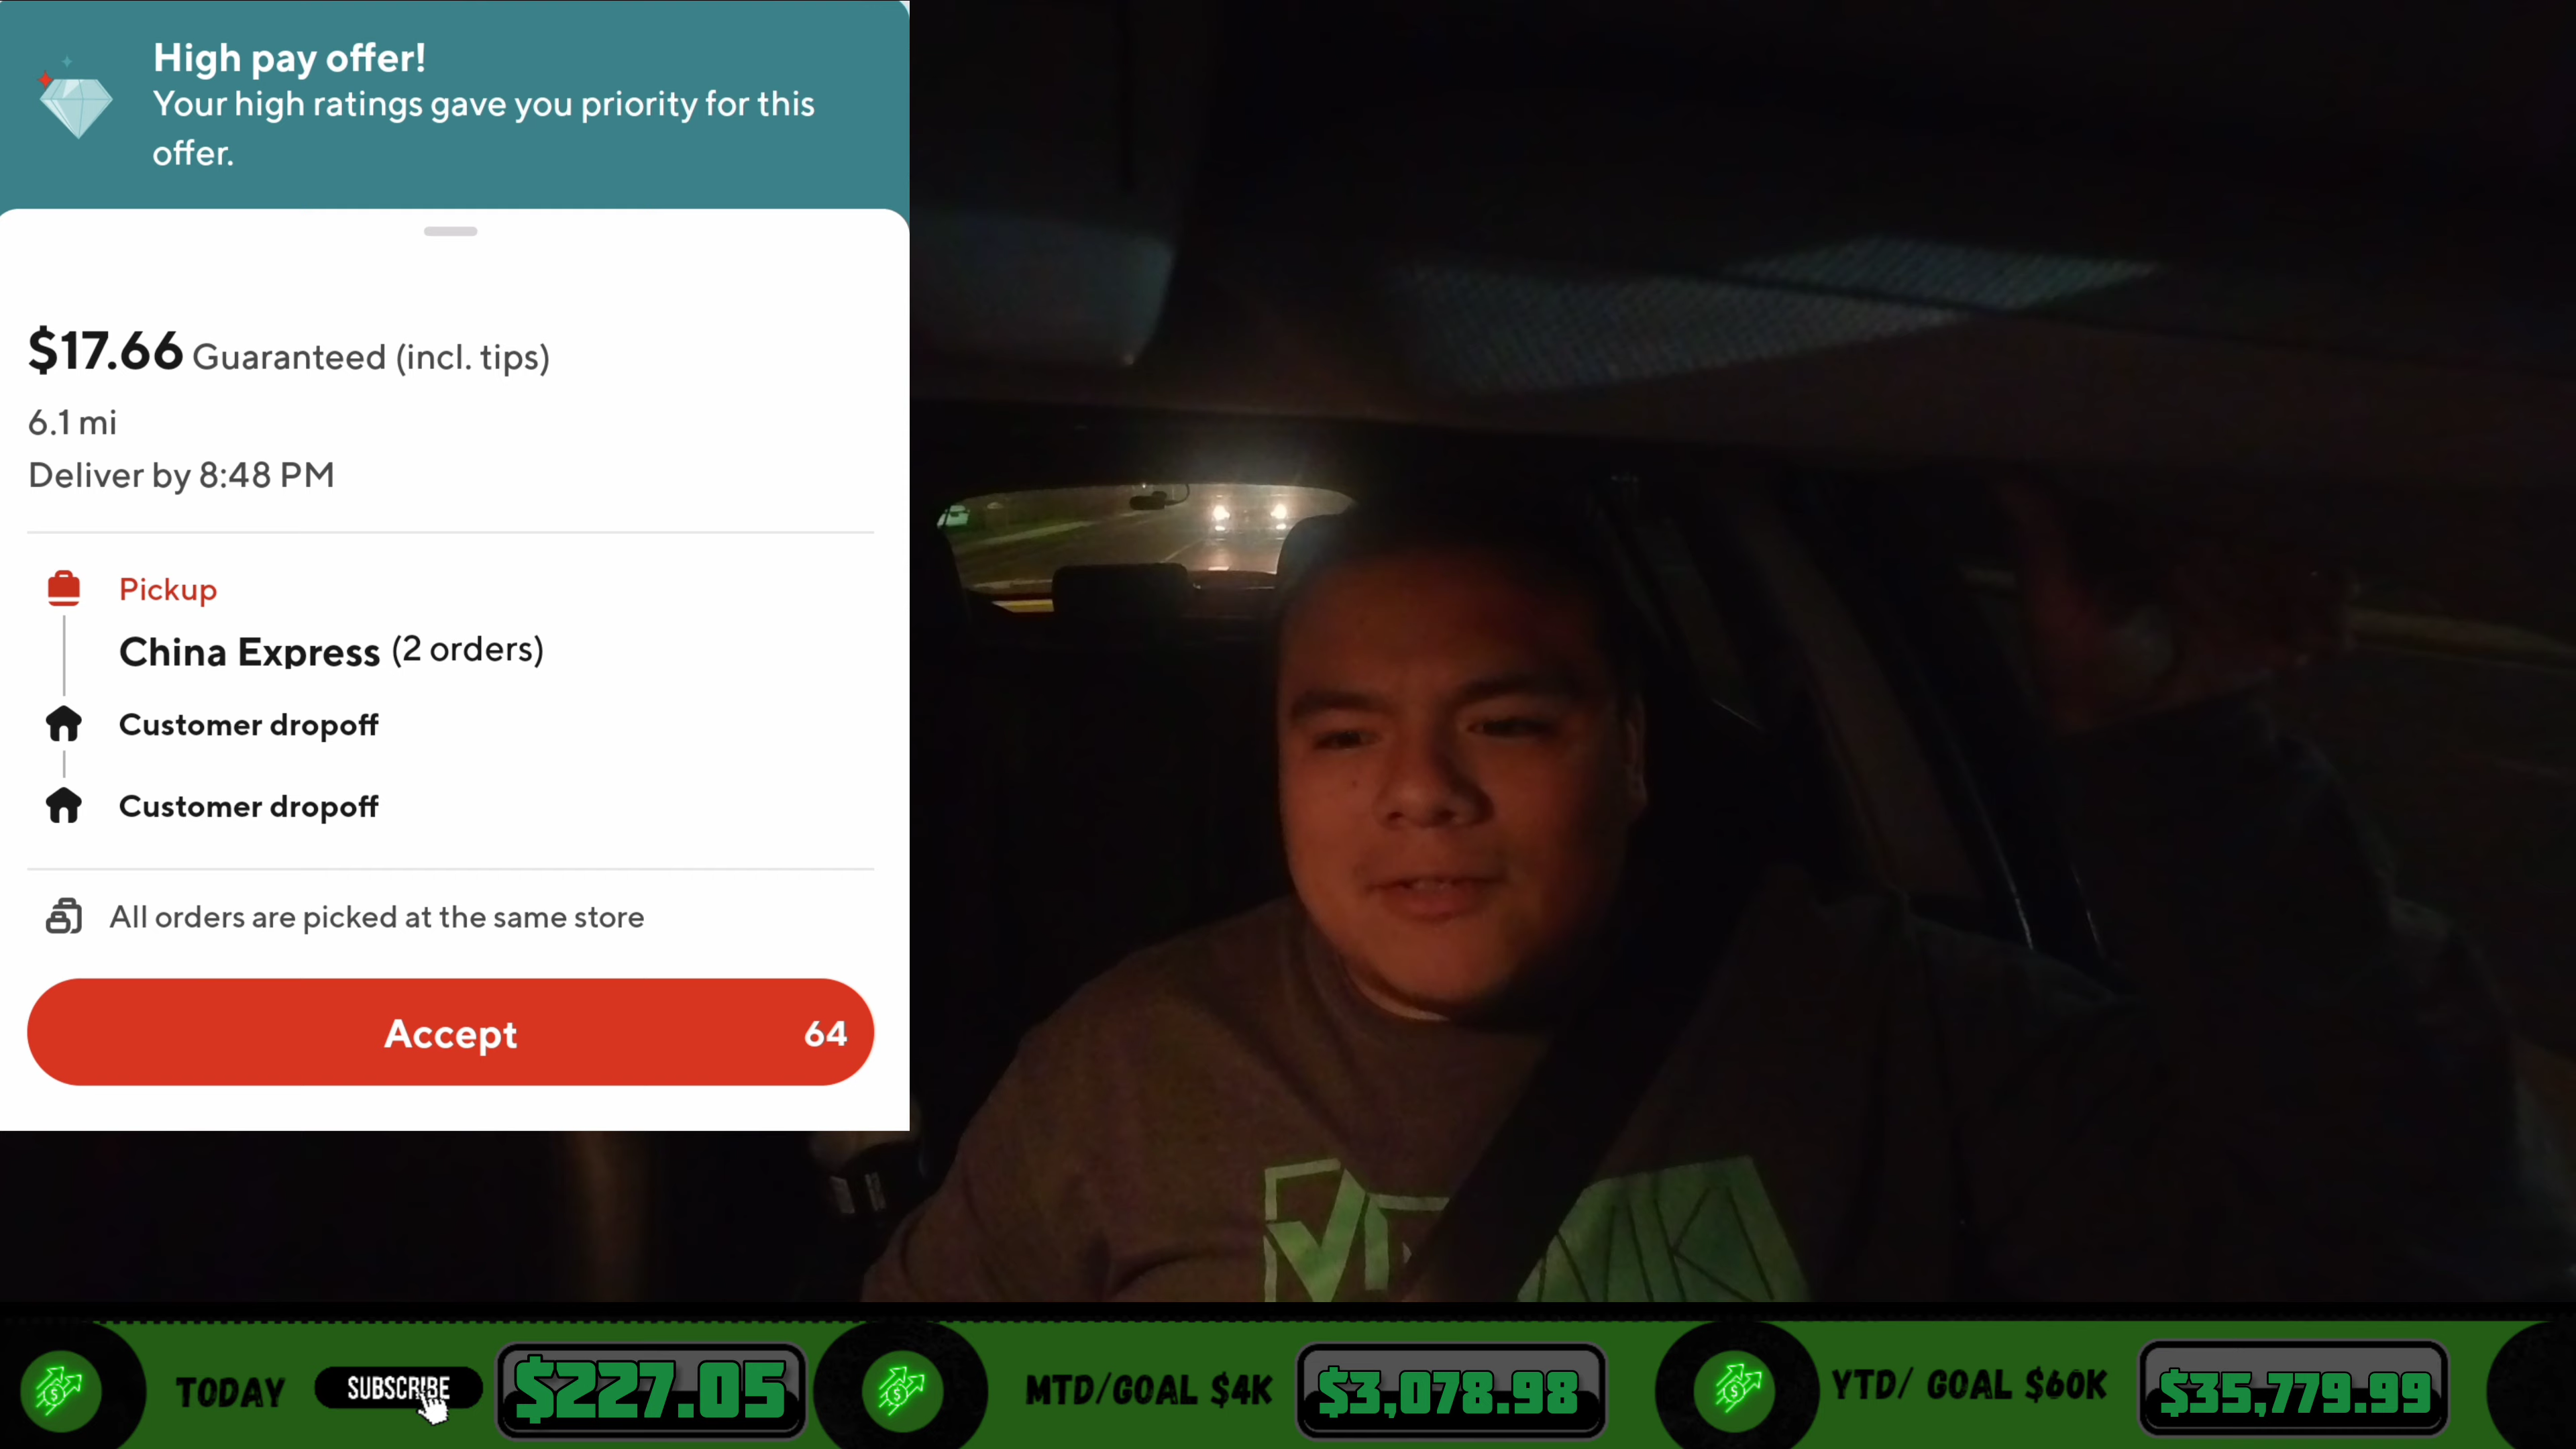 High pay offer!
Your high ratings gave you priority for this
offer.
$17.66 Guaranteed (incl. tips)
6.1 mi
Deliver by 8:48 PM
Pickup
China Express (2 orders)
Customer dropoff
Customer dropoff
All orders are picked at the same store
Accept 64
TODAY SUBSCRIBE $227.05 MTD/GOAL $4K $3,078.98 YTD/ GOAL $60K $35,779.99